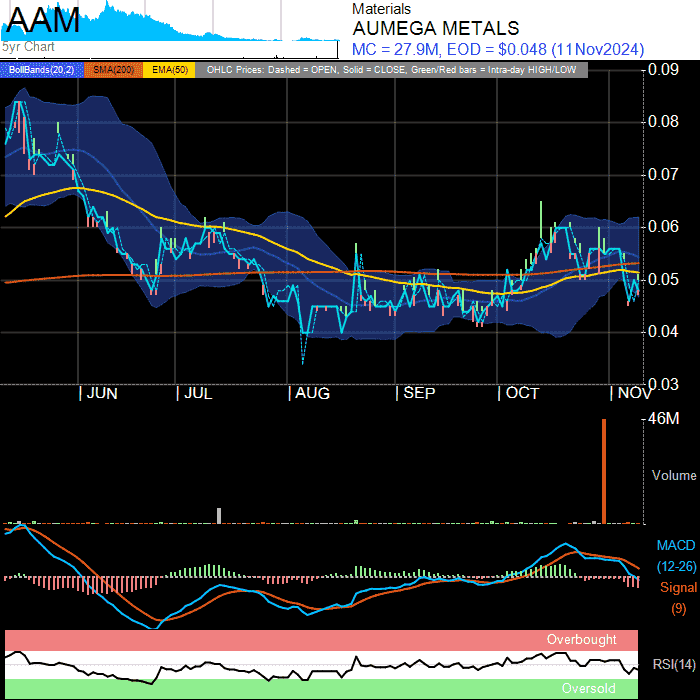 AAM
5yr Chart
Materials
AUMEGA METALS
MC = 27.9M, EOD = $0.048 (11Nov2024)
BollBands(20,2) SMA(200) EMA(50) OHLC Prices: Dashed = OPEN, Solid = CLOSE, Green/Red bars = Intra-day HIGH/LOW
0.09
0.08
0.07
0.06
0.05
0.04
0.03
JUN JUL AUG SEP OCT NOV
46M
Volume
MACD
(12-26)
Signal
(9)
Overbought
RSI(14)
Oversold